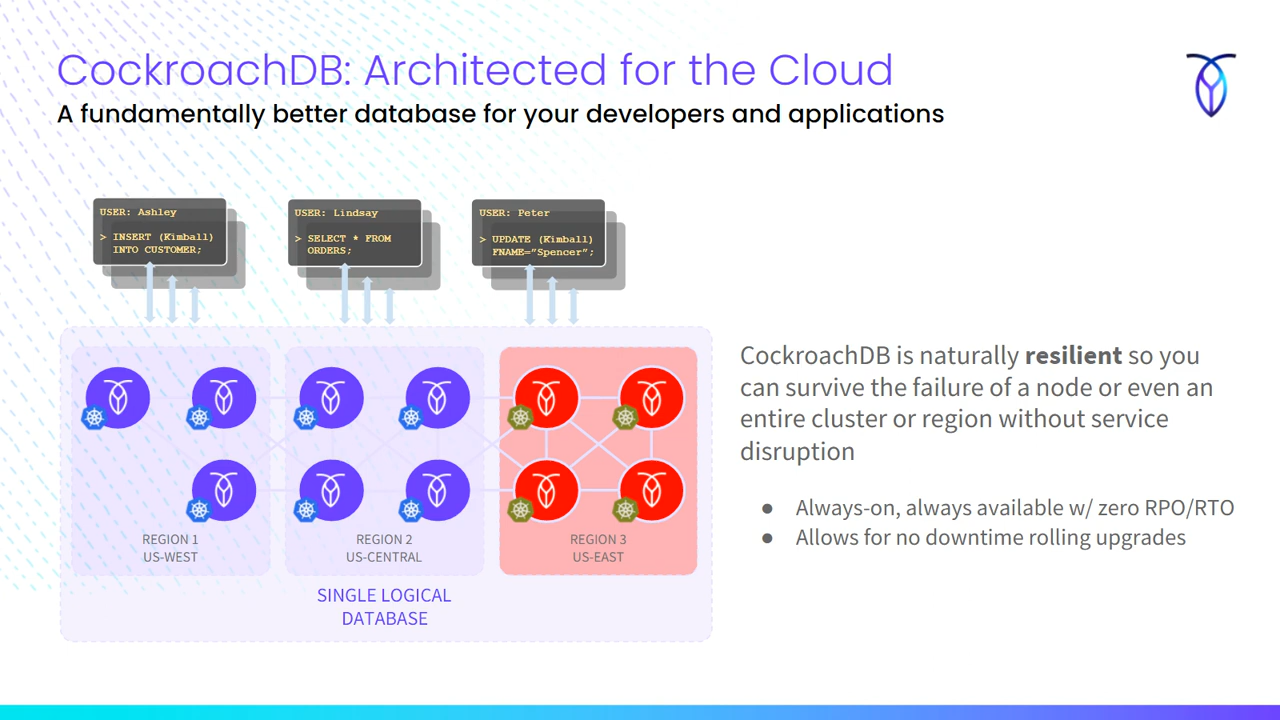 CockroachDB: Architected for the Cloud
A fundamentally better database for your developers and applications
USER: Ashley
> INSERT (Kimball)
INTO CUSTOMER;
USER: Lindsay
> SELECT * FROM
ORDERS;
USER: Peter
> UPDATE (Kimball)
FNAME=”Spencer”;
REGION 1
US-WEST
REGION 2
US-CENTRAL
REGION 3
US-EAST
SINGLE LOGICAL
DATABASE
CockroachDB is naturally resilient so you
can survive the failure of a node or even an
entire cluster or region without service
disruption
● Always-on, always available w/ zero RPO/RTO
● Allows for no downtime rolling upgrades